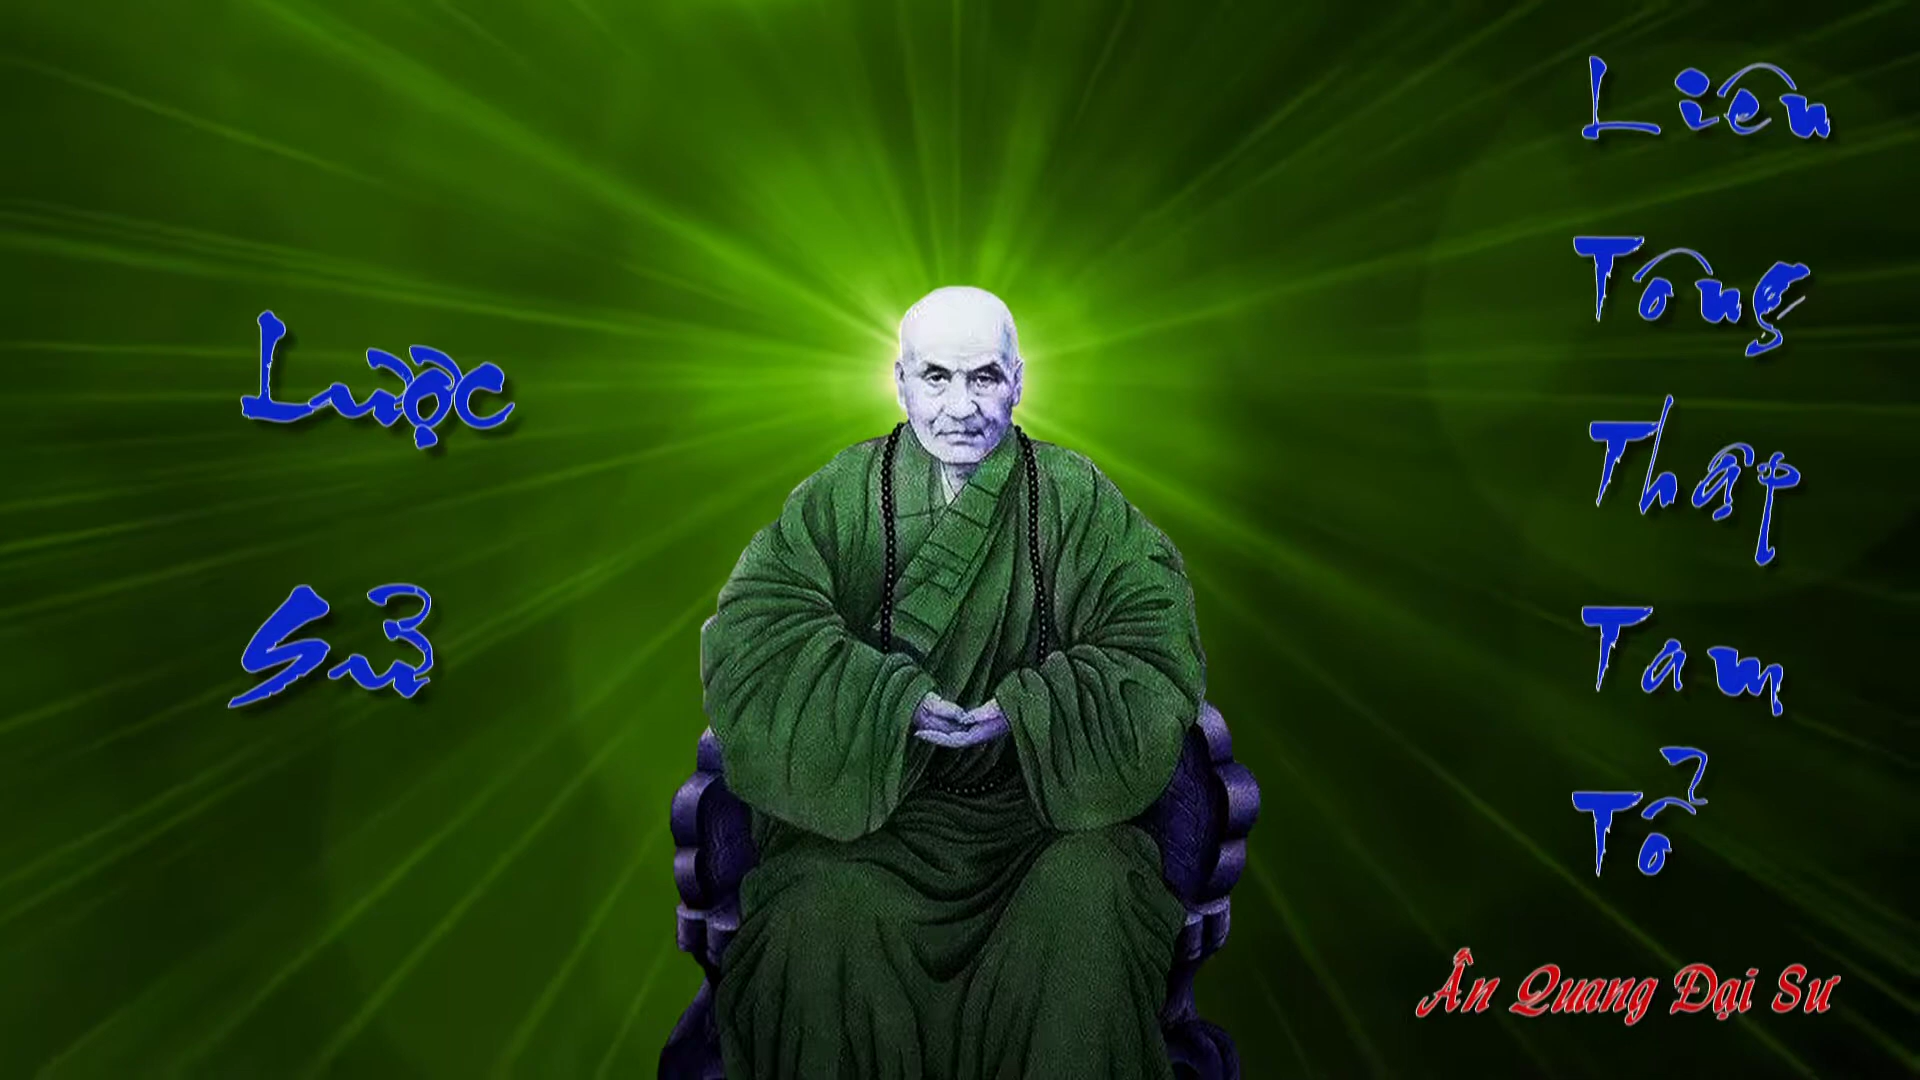 Lược
Sử
Liên
Tông
Thập
Tam
Tổ
Ấn Quang Đại Sư